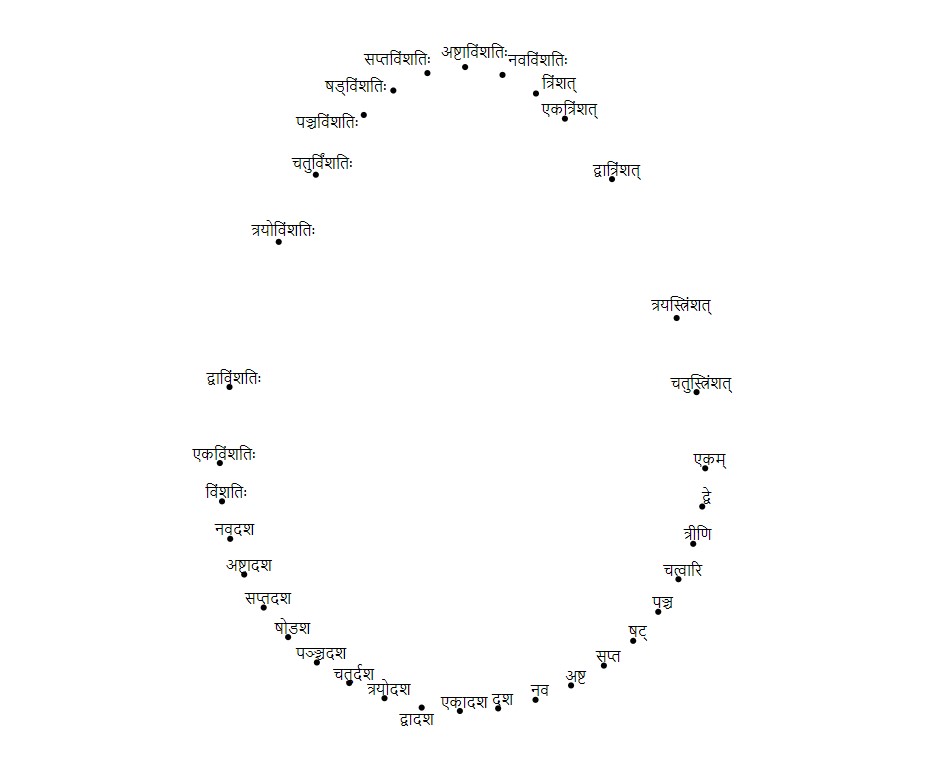 अष्टाविंशतिः
सप्तविंशतिः
नवविंशतिः
षड्विंशतिः
त्रिंशत्
एकत्रिंशत्
पञ्चविंशतिः
चतुर्विंशतिः
द्वात्रिंशत्
त्रयोविंशतिः
त्रयस्त्रिंशत्
द्वाविंशतिः
चतुस्त्रिंशत्
एकविंशतिः
एकम्
विंशतिः
द्वे
नवदश
त्रीणि
अष्टादश
चत्वारि
सप्तदश
पञ्च
षोडश
षट्
पञ्चदश
सप्त
चतुर्दश
अष्ट
त्रयोदश
नव
एकादश दश
द्वादश